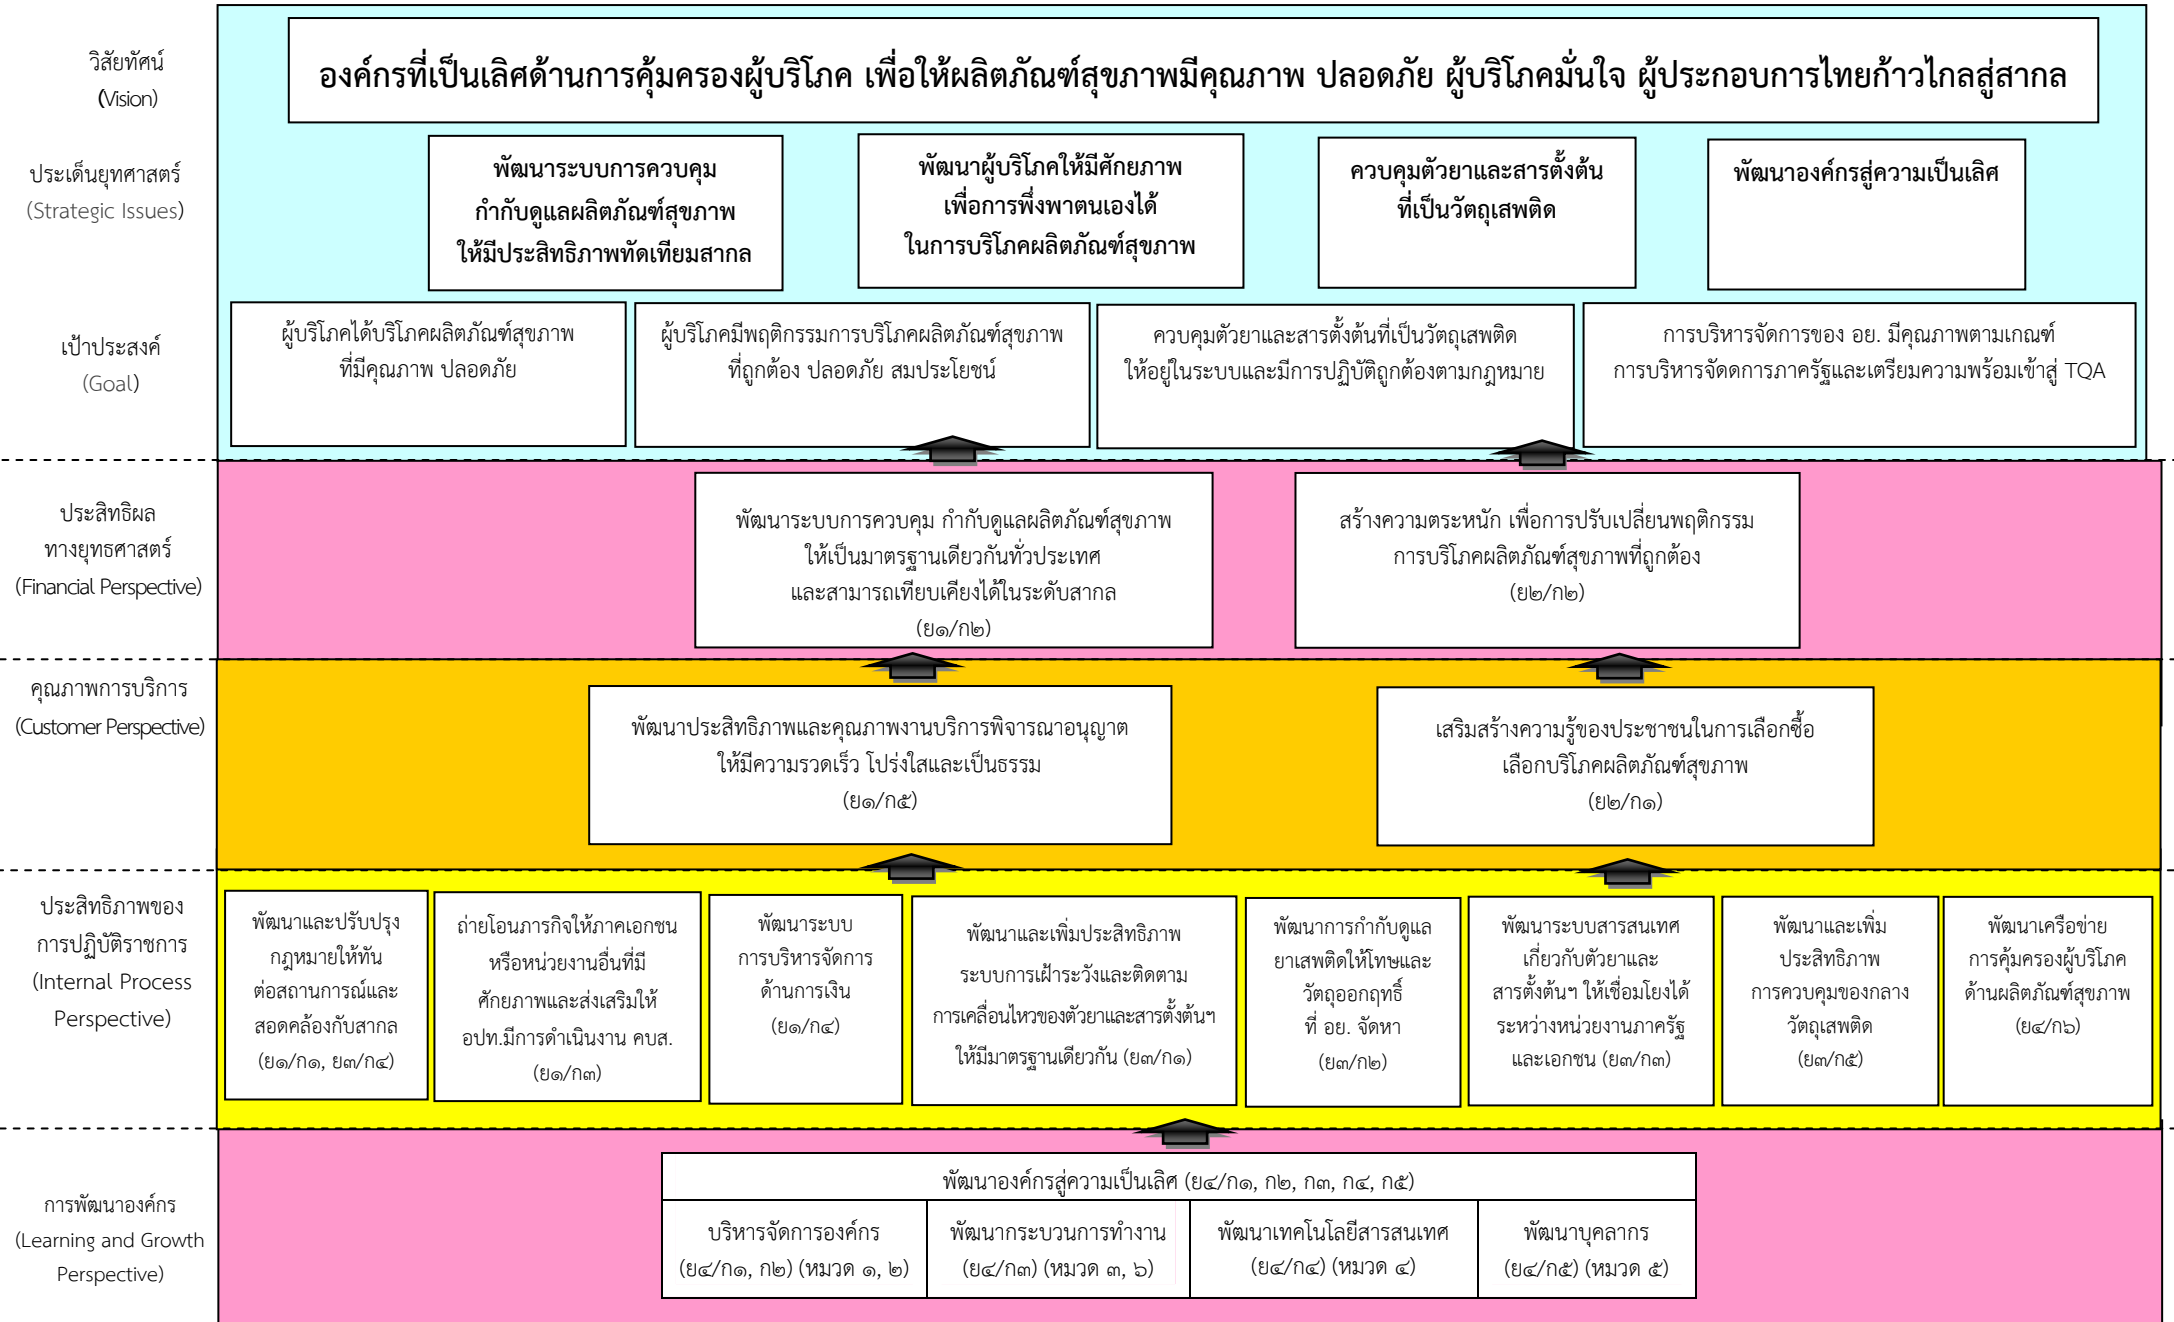 วิสัยทัศน์
(Vision)
องค์กรที่เป็นเลิศด้านการคุ้มครองผู้บริโภค เพื่อให้ผลิตภัณฑ์สุขภาพมีคุณภาพ ปลอดภัย ผู้บริโภคมั่นใจ ผู้ประกอบการไทยก้าวไกลสู่สากล
ประเด็นยุทศาสตร์
(Strategic Issues)
พัฒนาระบบการควบคุม
กำกับดูแลผลิตภัณฑ์สุขภาพ
ให้มีประสิทธิภาพทัดเทียมสากล
พัฒนาผู้บริโภคให้มีศักยภาพ
เพื่อการพึ่งพาตนเองได้
ในการบริโภคผลิตภัณฑ์สุขภาพ
ควบคุมตัวยาและสารตั้งต้น
ที่เป็นวัตถุเสพติด
พัฒนาองค์กรสู่ความเป็นเลิศ
เป้าประสงค์
(Goal)
ผู้บริโภคได้บริโภคผลิตภัณฑ์สุขภาพ
ที่มีคุณภาพ ปลอดภัย
ผู้บริโภคมีพฤติกรรมการบริโภคผลิตภัณฑ์สุขภาพ
ที่ถูกต้อง ปลอดภัย สมประโยชน์
ควบคุมตัวยาและสารตั้งต้นที่เป็นวัตถุเสพติด
ให้อยู่ในระบบและมีการปฏิบัติถูกต้องตามกฎหมาย
การบริหารจัดการของ อย. มีคุณภาพตามเกณฑ์
การบริหารจัดดการภาครัฐและเตรียมความพร้อมเข้าสู่ TQA
ประสิทธิผล
ทางยุทธศาสตร์
(Financial Perspective)
พัฒนาระบบการควบคุม กำกับดูแลผลิตภัณฑ์สุขภาพ
ให้เป็นมาตรฐานเดียวกันทั่วประเทศ
และสามารถเทียบเคียงได้ในระดับสากล
(ย๑/ก๒)
สร้างความตระหนัก เพื่อการปรับเปลี่ยนพฤติกรรม
การบริโภคผลิตภัณฑ์สุขภาพที่ถูกต้อง
(ย๒/ก๒)
คุณภาพการบริการ
(Customer Perspective)
พัฒนาประสิทธิภาพและคุณภาพงานบริการพิจารณาอนุญาต
ให้มีความรวดเร็ว โปร่งใสและเป็นธรรม
(ย๑/ก๕)
เสริมสร้างความรู้ของประชาชนในการเลือกซื้อ
เลือกบริโภคผลิตภัณฑ์สุขภาพ
(ย๒/ก๑)
ประสิทธิภาพของ
การปฏิบัติราชการ
(Internal Process
Perspective)
พัฒนาและปรับปรุง
กฎหมายให้ทัน
ต่อสถานการณ์และ
สอดคล้องกับสากล
(ย๑/ก๑, ย๓/ก๔)
ถ่ายโอนภารกิจให้ภาคเอกชน
หรือหน่วยงานอื่นที่มี
ศักยภาพและส่งเสริมให้
อปท.มีการดำเนินงาน คบส.
(ย๑/ก๓)
พัฒนาระบบ
การบริหารจัดการ
ด้านการเงิน
(ย๑/ก๔)
พัฒนาและเพิ่มประสิทธิภาพ
ระบบการเฝ้าระวังและติดตาม
การเคลื่อนไหวของตัวยาและสารตั้งต้นฯ
ให้มีมาตรฐานเดียวกัน (ย๓/ก๑)
พัฒนาการกำกับดูแล
ยาเสพติดให้โทษและ
วัตถุออกฤทธิ์
ที่ อย. จัดหา
(ย๓/ก๒)
พัฒนาระบบสารสนเทศ
เกี่ยวกับตัวยาและ
สารตั้งต้นฯ ให้เชื่อมโยงได้
ระหว่างหน่วยงานภาครัฐ
และเอกชน (ย๓/ก๓)
พัฒนาและเพิ่ม
ประสิทธิภาพ
การควบคุมของกลาง
วัตถุเสพติด
(ย๓/ก๕)
พัฒนาเครือข่าย
การคุ้มครองผู้บริโภค
ด้านผลิตภัณฑ์สุขภาพ
(ย๔/ก๖)
การพัฒนาองค์กร
(Learning and Growth
Perspective)
พัฒนาองค์กรสู่ความเป็นเลิศ (ย๔/ก๑, ก๒, ก๓, ก๔, ก๕)
บริหารจัดการองค์กร
(ย๔/ก๑, ก๒) (หมวด ๑, ๒)
พัฒนากระบวนการทำงาน
(ย๔/ก๓) (หมวด ๓, ๖)
พัฒนาเทคโนโลยีสารสนเทศ
(ย๔/ก๔) (หมวด ๔)
พัฒนาบุคลากร
(ย๔/ก๕) (หมวด ๕)